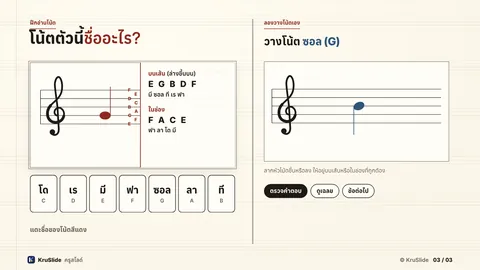 ฝึกอ่านโน้ต
โน้ตตัวนี้ชื่ออะไร?
บนเส้น (ล่างขึ้นบน)
E G B D F
มี ซอล ที เร ฟา
ในช่อง
F A C E
ฟา ลา โด มี
F
E
D
C
B
A
G
F
E
โด เร มี ฟา ซอล ลา ที
C D E F G A B
แตะชื่อของโน้ตสีแดง
ลองวางโน้ตเอง
วางโน้ต ซอล (G)
ลากหัวโน้ตขึ้นหรือลง ให้อยู่บนเส้นหรือในช่องที่ถูกต้อง
ตรวจคำตอบ ดูเฉลย ข้อต่อไป
K KruSlide ครูสไลด์
© KruSlide 03 / 03